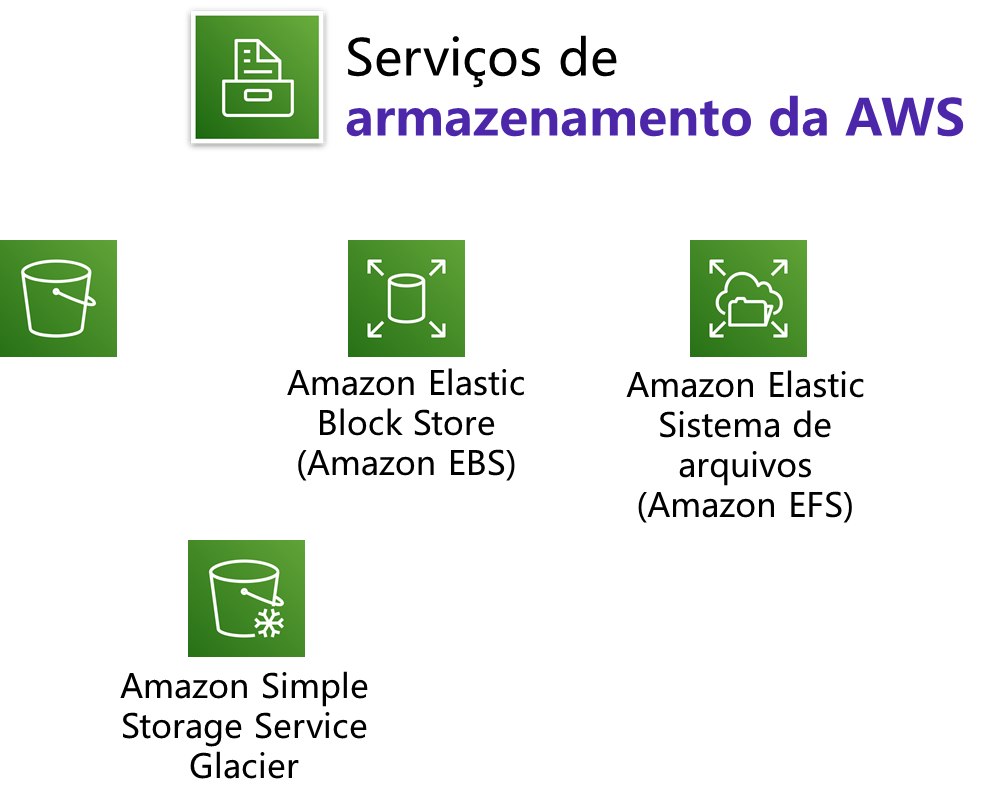 Serviços de
armazenamento da AWS
Amazon Elastic
Block Store
(Amazon EBS)
Amazon Elastic
Sistema de
arquivos
(Amazon EFS)
Amazon Simple
Storage Service
Glacier